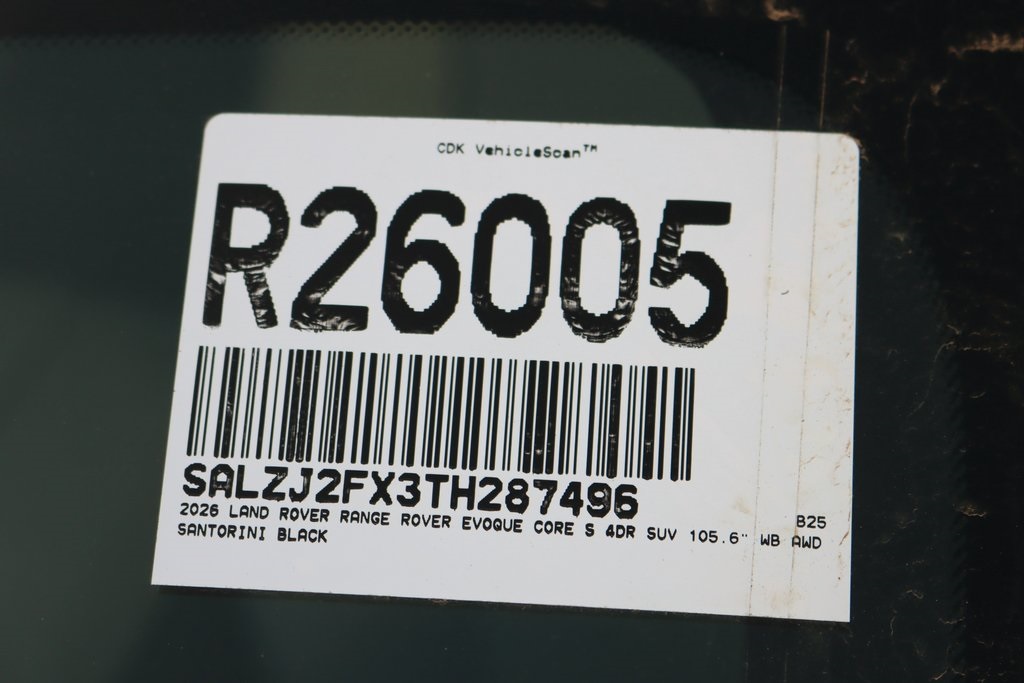 CDK VehicleScan™
R26005
SALZJ2FX3TH287496
B25
2026 LAND ROVER RANGE ROVER EVOQUE CORE S 4DR SUV 105.6" WB AWD
SANTORINI BLACK